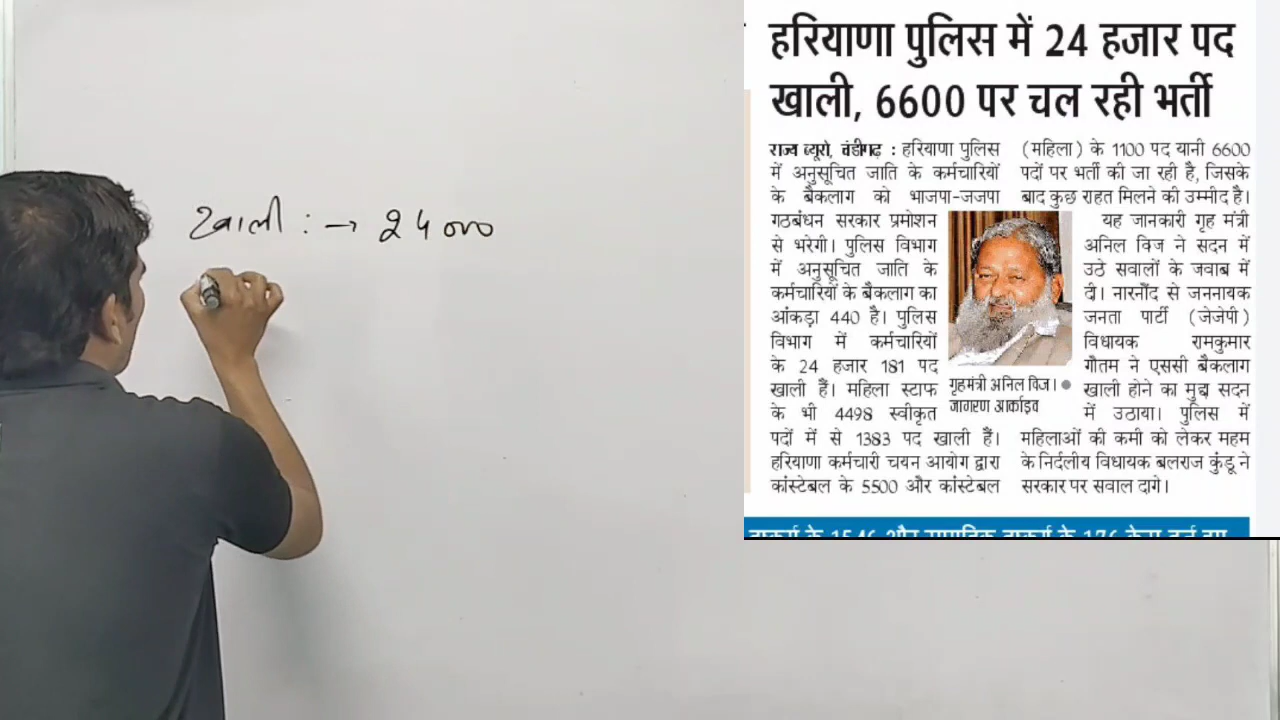 खाली :→ 24000
हरियाणा पुलिस में 24 हजार पद
खाली, 6600 पर चल रही भर्ती
राज्य ब्यूरो, चंडीगढ़ : हरियाणा पुलिस
में अनुसूचित जाति के कर्मचारियों
के बैकलाग को भाजपा-जजपा
गठबंधन सरकार प्रमोशन
से भरेगी। पुलिस विभाग
में अनुसूचित जाति के
कर्मचारियों के बैकलाग का
आंकड़ा 440 है। पुलिस
विभाग में कर्मचारियों
के 24 हजार 181 पद
खाली हैं। महिला स्टाफ
के भी 4498 स्वीकृत
पदों में से 1383 पद खाली हैं।
हरियाणा कर्मचारी चयन आयोग द्वारा
कांस्टेबल के 5500 और कांस्टेबल
(महिला) के 1100 पद यानी 6600
पदों पर भर्ती की जा रही है, जिसके
बाद कुछ राहत मिलने की उम्मीद है।
यह जानकारी गृह मंत्री
अनिल विज ने सदन में
उठे सवालों के जवाब में
दी। नारनौंद से जननायक
जनता पार्टी (जेजेपी)
विधायक रामकुमार
गौतम ने एससी बैकलाग
खाली होने का मुद्दा सदन
में उठाया। पुलिस में
महिलाओं की कमी को लेकर महम
के निर्दलीय विधायक बलराज कुंडू ने
सरकार पर सवाल दागे।
गृहमंत्री अनिल विज। ●
जागरण आर्काइव